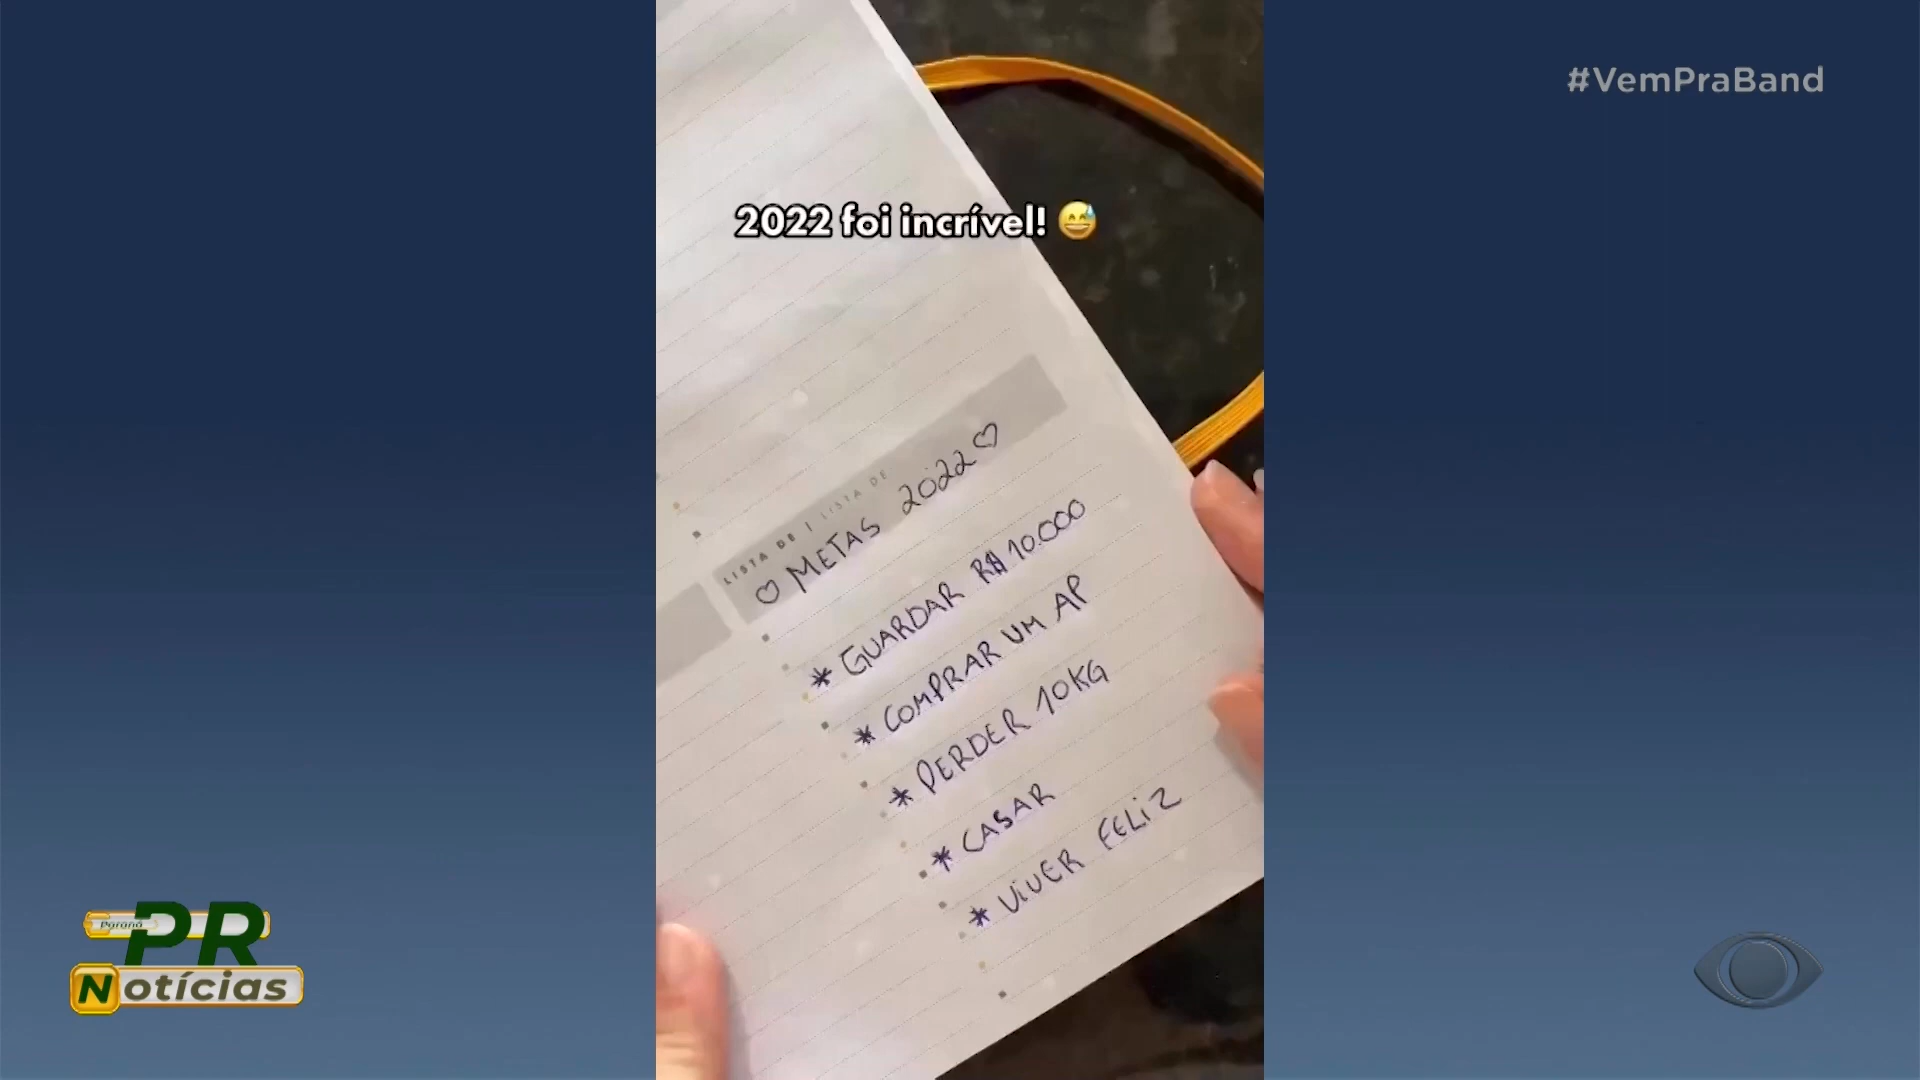 #VemPraBand
2022 foi incrível! 😅
LISTA DE | LISTA DE
♡ METAS 2022 ♡
* GUARDAR R$ 10.000
* COMPRAR UM AP
* PERDER 10KG
* CASAR
* VIVER FELIZ
Paraná
PR
Notícias